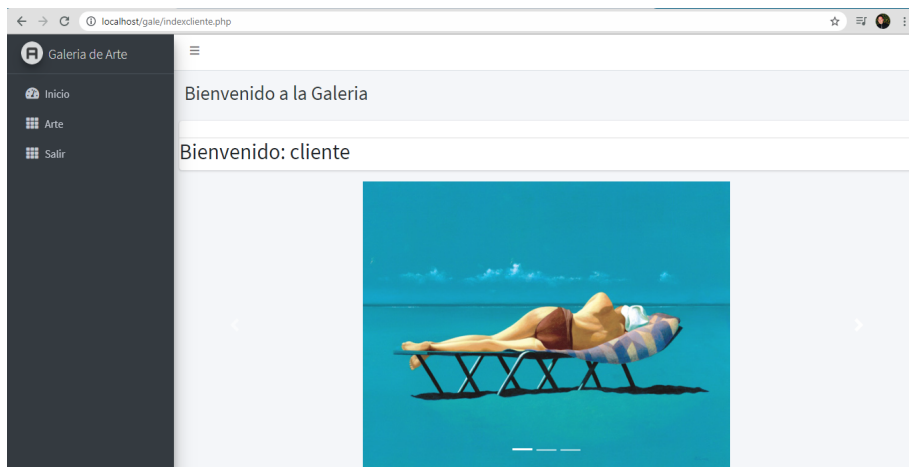 localhost/gale/indexcliente.php
Galeria de Arte
Inicio
Arte
Salir
Bienvenido a la Galeria
Bienvenido: cliente